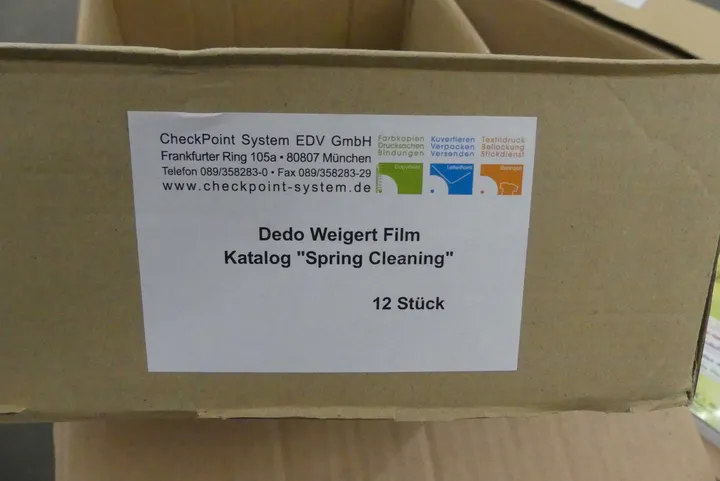 CheckPoint System EDV GmbH
Frankfurter Ring 105a • 80807 München
Telefon 089/358283-0 • Fax 089/358283-29
www.checkpoint-system.de
Farbkopien
Drucksachen
Bindungen
Kuvertieren
Verpacken
Versenden
Textildruck
Beflockung
Stickdienst
Dedo Weigert Film
Katalog "Spring Cleaning"
12 Stück